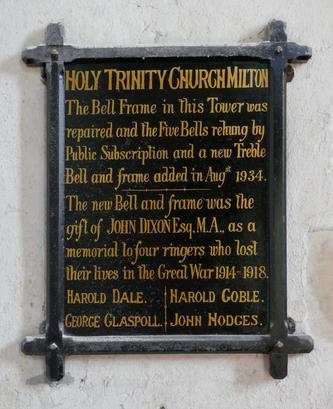 HOLY TRINITY CHURCH MILTON
The Bell Frame in this Tower was
repaired and the Five Bells rehung by
Public Subscription and a new Treble
Bell and frame added in Augst 1934.
The new Bell and frame was the
gift of JOHN DIXON Esq. M.A., as a
memorial to four ringers who lost
their lives in the Great War 1914-1918.
HAROLD DALE. HAROLD GOBLE.
GEORGE GLASPOLL. JOHN HODGES.